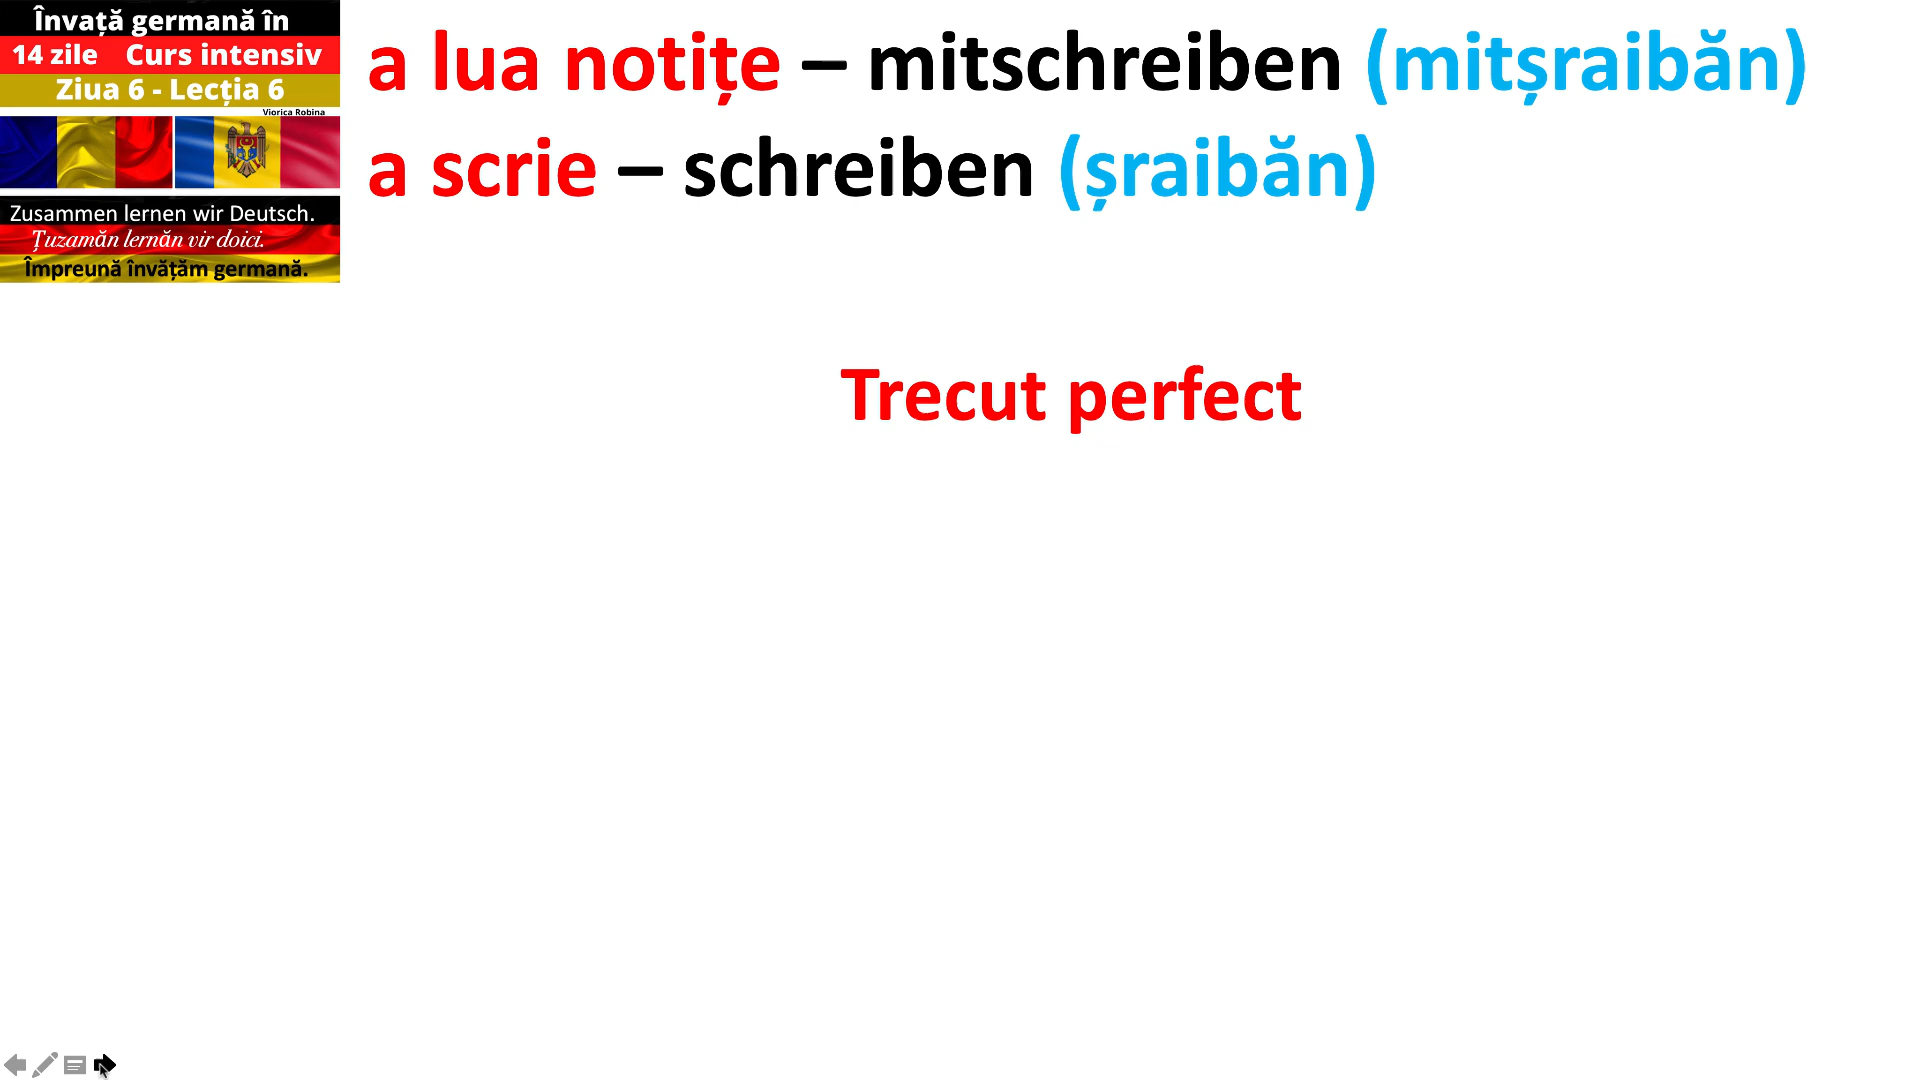 Învață germană în
14 zile Curs intensiv
Ziua 6 - Lecția 6
Viorica Robina
Zusammen lernen wir Deutsch.
Țuzamăn lernăn vir doici.
Împreună învățăm germană.
a lua notițe – mitschreiben (mitșraibăn)
a scrie – schreiben (șraibăn)
Trecut perfect